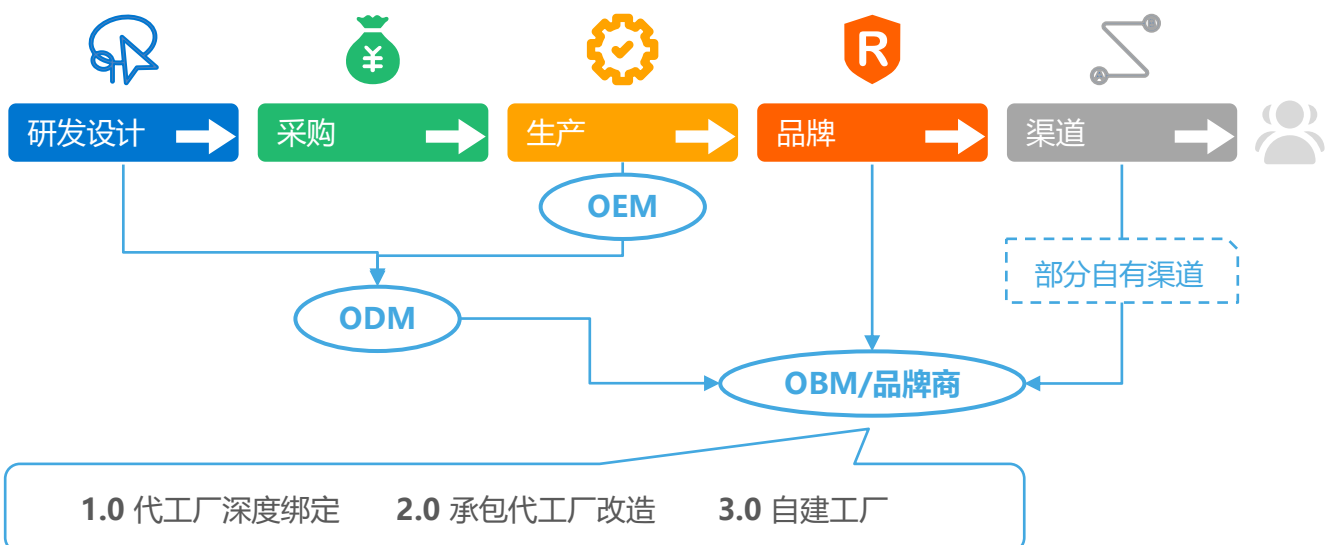 ¥
R
B
A
研发设计
采购
生产
品牌
渠道
OEM
部分自有渠道
ODM
OBM/品牌商
1.0 代工厂深度绑定 2.0 承包代工厂改造 3.0 自建工厂